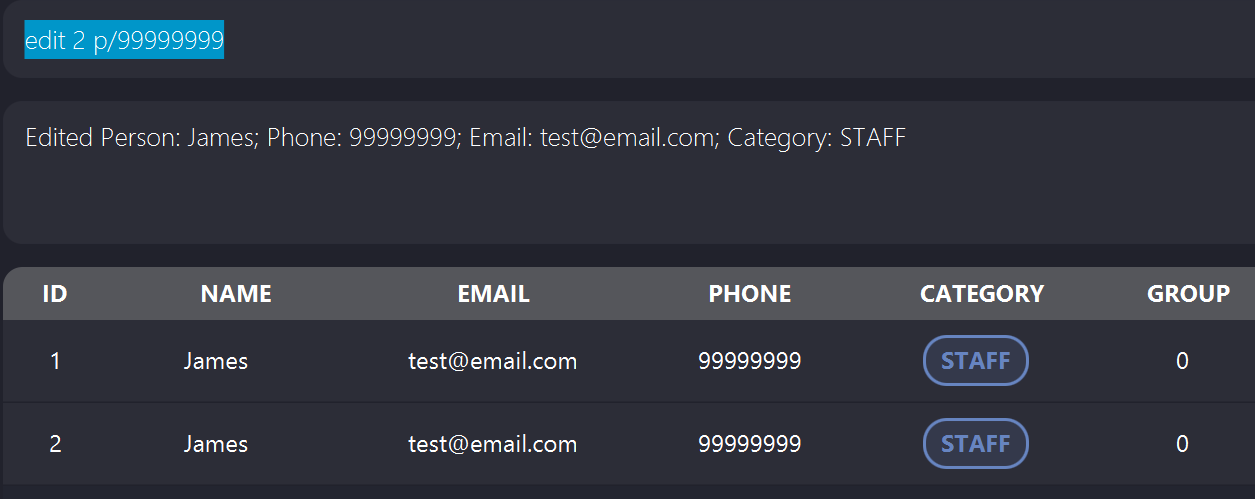 edit 2 p/99999999
Edited Person: James; Phone: 99999999; Email: test@email.com; Category: STAFF
ID NAME EMAIL PHONE CATEGORY GROUP
1 James test@email.com 99999999 STAFF 0
2 James test@email.com 99999999 STAFF 0